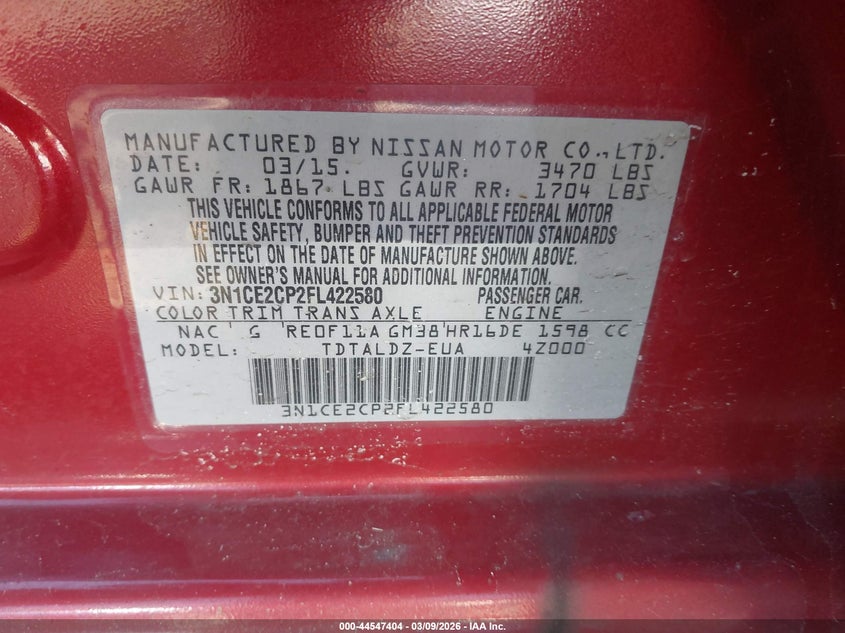 MANUFACTURED BY NISSAN MOTOR CO., LTD.
DATE: 03/15. GVWR: 3470 LBS
GAWR FR: 1867 LBS GAWR RR: 1704 LBS
THIS VEHICLE CONFORMS TO ALL APPLICABLE FEDERAL MOTOR
VEHICLE SAFETY, BUMPER AND THEFT PREVENTION STANDARDS
IN EFFECT ON THE DATE OF MANUFACTURE SHOWN ABOVE.
SEE OWNER'S MANUAL FOR ADDITIONAL INFORMATION.
VIN: 3N1CE2CP2FL422580 PASSENGER CAR.
COLOR TRIM TRANS AXLE ENGINE
NAC ' G ' RE0F11A GM38 ' HR16DE 1598 CC
MODEL: TDTALDZ-EUA 4Z000
3N1CE2CP2FL422580
000-44547404 | 03/09/2026 - IAA Inc.